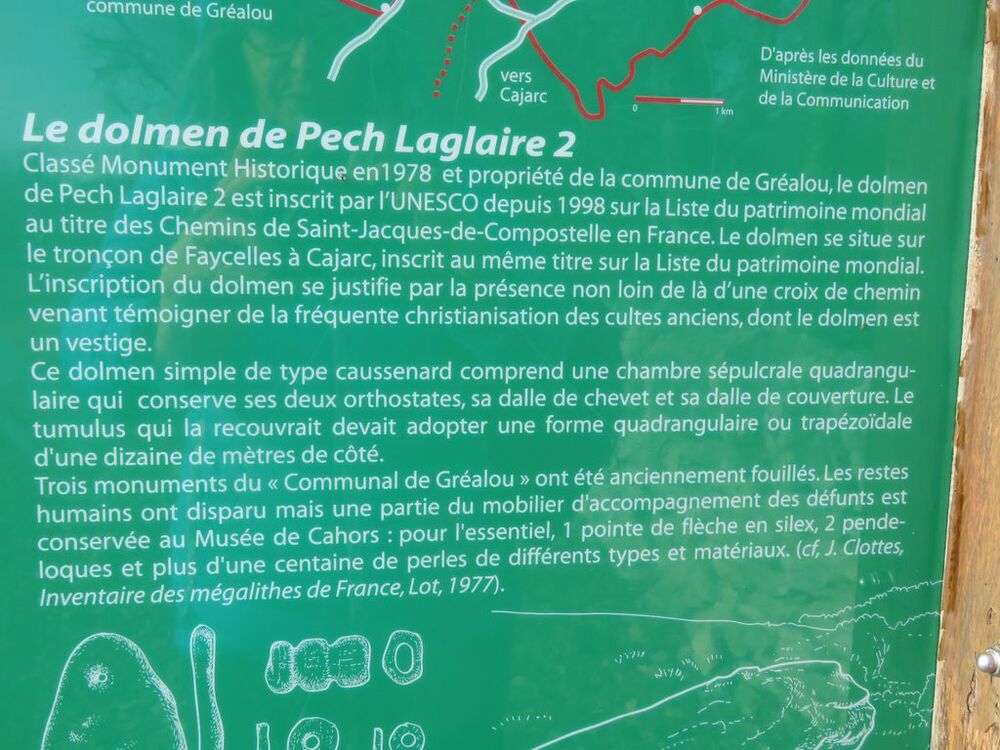 commune de Gréalou
D'après les données du
Ministère de la Culture et
de la Communication
vers
Cajarc
0 1 km
Le dolmen de Pech Laglaire 2
Classé Monument Historique en1978 et propriété de la commune de Gréalou, le dolmen
de Pech Laglaire 2 est inscrit par l'UNESCO depuis 1998 sur la Liste du patrimoine mondial
au titre des Chemins de Saint-Jacques-de-Compostelle en France. Le dolmen se situe sur
le tronçon de Faycelles à Cajarc, inscrit au même titre sur la Liste du patrimoine mondial.
L'inscription du dolmen se justifie par la présence non loin de là d'une croix de chemin
venant témoigner de la fréquente christianisation des cultes anciens, dont le dolmen est
un vestige.
Ce dolmen simple de type caussenard comprend une chambre sépulcrale quadrangu-
laire qui conserve ses deux orthostates, sa dalle de chevet et sa dalle de couverture. Le
tumulus qui la recouvrait devait adopter une forme quadrangulaire ou trapézoïdale
d'une dizaine de mètres de côté.
Trois monuments du « Communal de Gréalou » ont été anciennement fouillés. Les restes
humains ont disparu mais une partie du mobilier d'accompagnement des défunts est
conservée au Musée de Cahors : pour l'essentiel, 1 pointe de flèche en silex, 2 pende-
loques et plus d'une centaine de perles de différents types et matériaux. (cf, J. Clottes,
Inventaire des mégalithes de France, Lot, 1977).